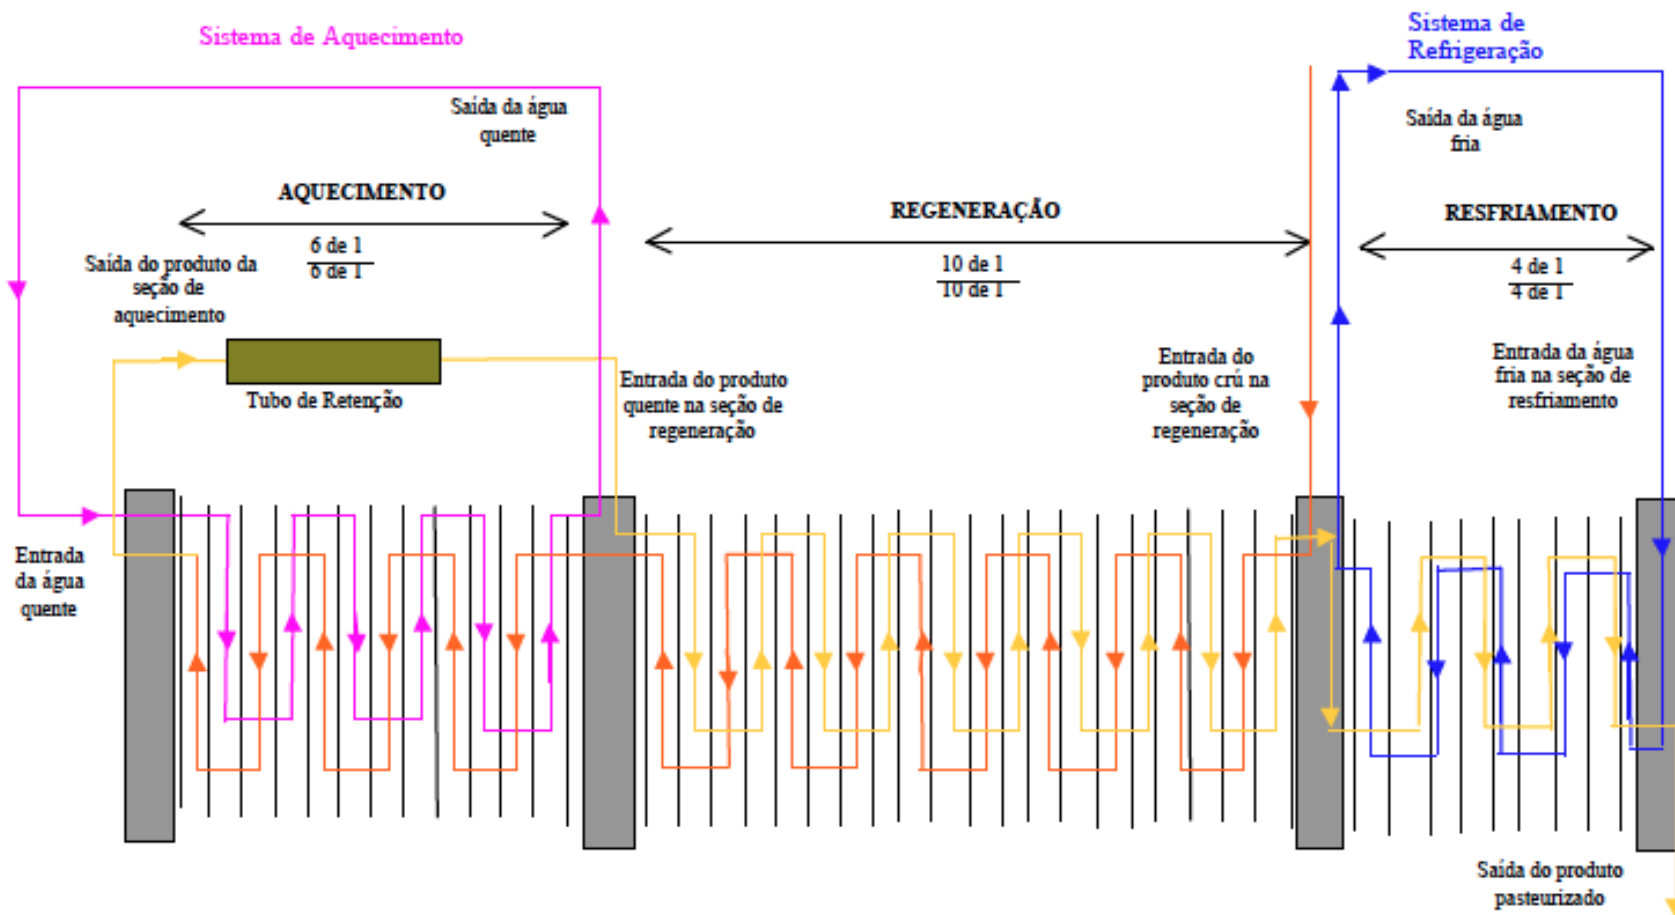 Sistema de Aquecimento
Sistema de
Refrigeração
Saída da água
quente
Saída da água
fria
AQUECIMENTO
6 de 1
6 de 1
REGENERAÇÃO
10 de 1
10 de 1
RESFRIAMENTO
4 de 1
4 de 1
Saída do produto da
seção de
aquecimento
Tubo de Retenção
Entrada do produto
quente na seção de
regeneração
Entrada do
produto crú na
seção de
regeneração
Entrada da água
fria na seção de
resfriamento
Entrada
da água
quente
Saída do produto
pasteurizado